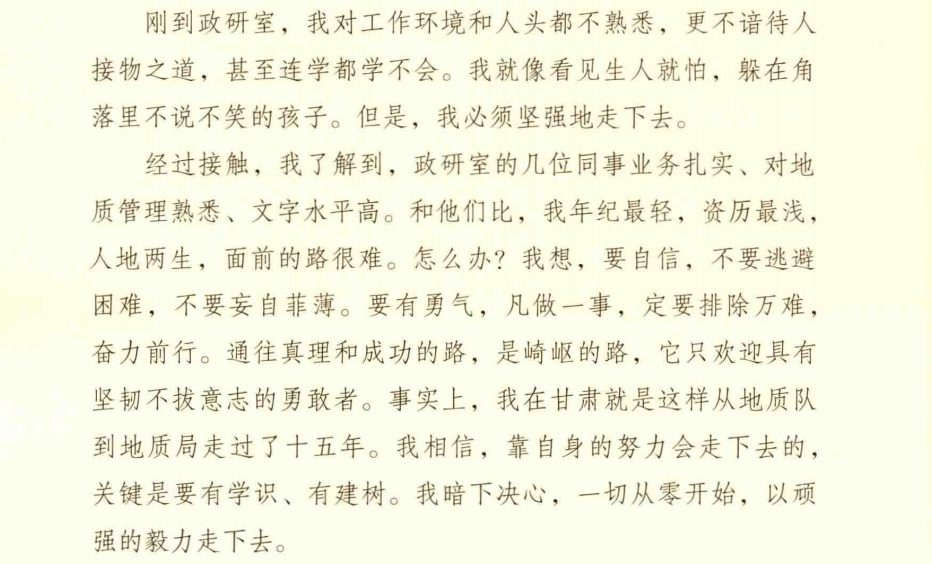 刚到政研室，我对工作环境和人头都不熟悉，更不谙待人
接物之道，甚至连学都学不会。我就像看见生人就怕，躲在角
落里不说不笑的孩子。但是，我必须坚强地走下去。
经过接触，我了解到，政研室的几位同事业务扎实、对地
质管理熟悉、文字水平高。和他们比，我年纪最轻，资历最浅，
人地两生，面前的路很难。怎么办？我想，要自信，不要逃避
困难，不要妄自菲薄。要有勇气，凡做一事，定要排除万难，
奋力前行。通往真理和成功的路，是崎岖的路，它只欢迎具有
坚韧不拔意志的勇敢者。事实上，我在甘肃就是这样从地质队
到地质局走过了十五年。我相信，靠自身的努力会走下去的，
关键是要有学识、有建树。我暗下决心，一切从零开始，以顽
强的毅力走下去。